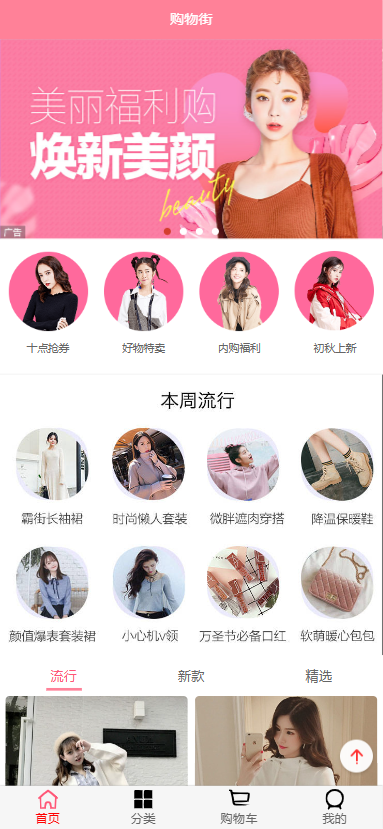 购物街
美丽福利购
焕新美颜
beauty
广告
十点抢券
好物特卖
内购福利
初秋上新
本周流行
霸街长袖裙
时尚懒人套装
微胖遮肉穿搭
降温保暖鞋
颜值爆表套装裙
小心机v领
万圣节必备口红
软萌暖心包包
流行
新款
精选
首页
分类
购物车
我的